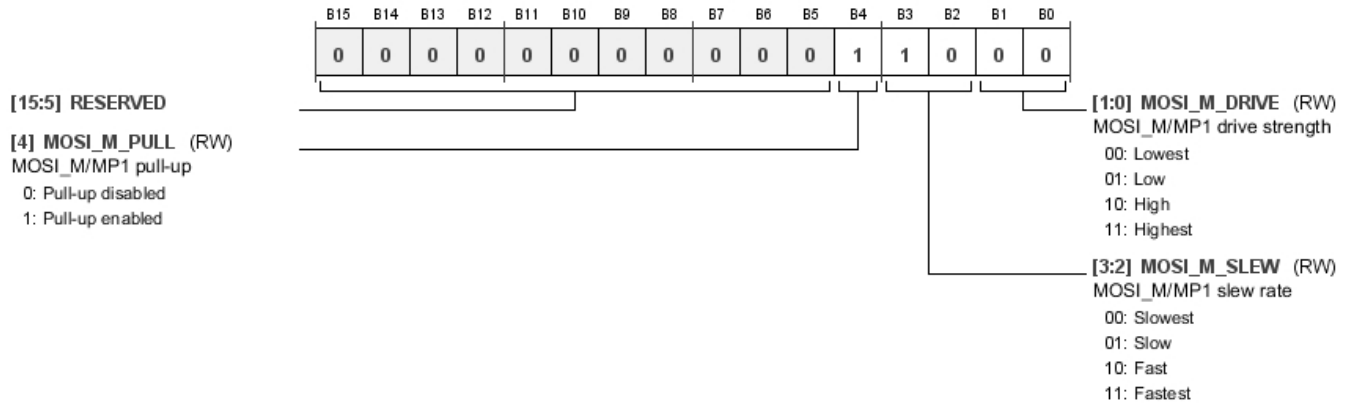 B15 B14 B13 B12 B11 B10 B9 B8 B7 B6 B5 B4 B3 B2 B1 B0
0 0 0 0 0 0 0 0 0 0 0 1 1 0 0 0
[15:5] RESERVED
[4] MOSI_M_PULL (RW)
MOSI_M/MP1 pull-up
0: Pull-up disabled
1: Pull-up enabled
[1:0] MOSI_M_DRIVE (RW)
MOSI_M/MP1 drive strength
00: Lowest
01: Low
10: High
11: Highest
[3:2] MOSI_M_SLEW (RW)
MOSI_M/MP1 slew rate
00: Slowest
01: Slow
10: Fast
11: Fastest